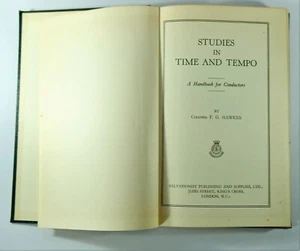 STUDIES
IN
TIME AND TEMPO
A Handbook for Conductors
BY
COLONEL F. G. HAWKES
SALVATIONIST PUBLISHING AND SUPPLIES, LTD.,
JUDD STREET, KING'S CROSS,
LONDON, W.C.1